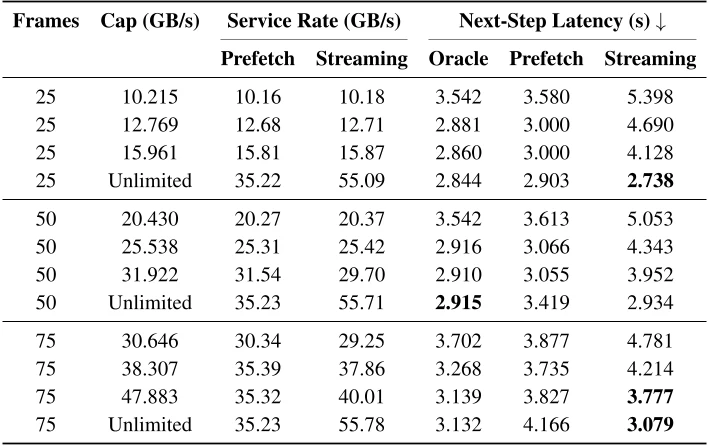 Frames Cap (GB/s) Service Rate (GB/s) Next-Step Latency (s) ↓
Prefetch Streaming Oracle Prefetch Streaming
25 10.215 10.16 10.18 3.542 3.580 5.398
25 12.769 12.68 12.71 2.881 3.000 4.690
25 15.961 15.81 15.87 2.860 3.000 4.128
25 Unlimited 35.22 55.09 2.844 2.903 2.738
50 20.430 20.27 20.37 3.542 3.613 5.053
50 25.538 25.31 25.42 2.916 3.066 4.343
50 31.922 31.54 29.70 2.910 3.055 3.952
50 Unlimited 35.23 55.71 2.915 3.419 2.934
75 30.646 30.34 29.25 3.702 3.877 4.781
75 38.307 35.39 37.86 3.268 3.735 4.214
75 47.883 35.32 40.01 3.139 3.827 3.777
75 Unlimited 35.23 55.78 3.132 4.166 3.079